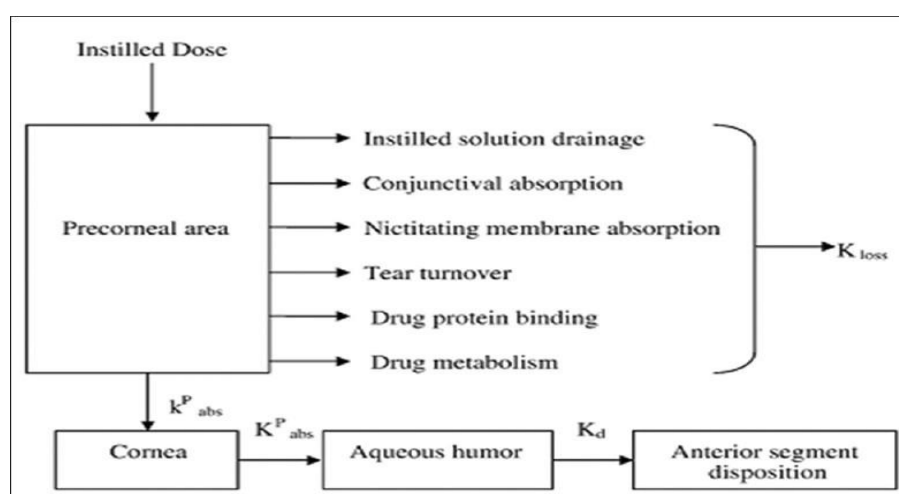 Instilled Dose
Precorneal area
Instilled solution drainage
Conjunctival absorption
Nictitating membrane absorption
Tear turnover
Drug protein binding
Drug metabolism
K loss
k^P abs
Cornea
K^P abs
Aqueous humor
K_d
Anterior segment
disposition